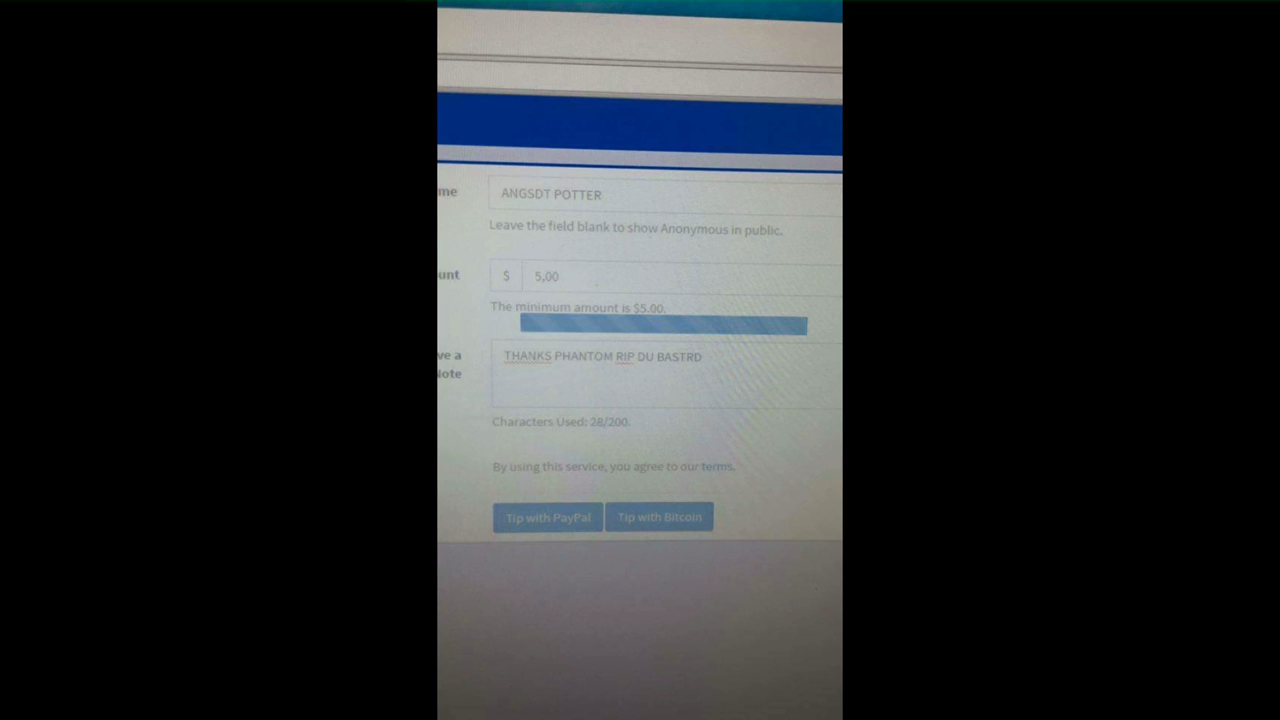 me
ANGSDT POTTER
Leave the field blank to show Anonymous in public.
unt
$
5,00
The minimum amount is $5.00.
ve a
Note
THANKS PHANTOM RIP DU BASTRD
Characters Used: 28/200.
By using this service, you agree to our terms.
Tip with PayPal
Tip with Bitcoin